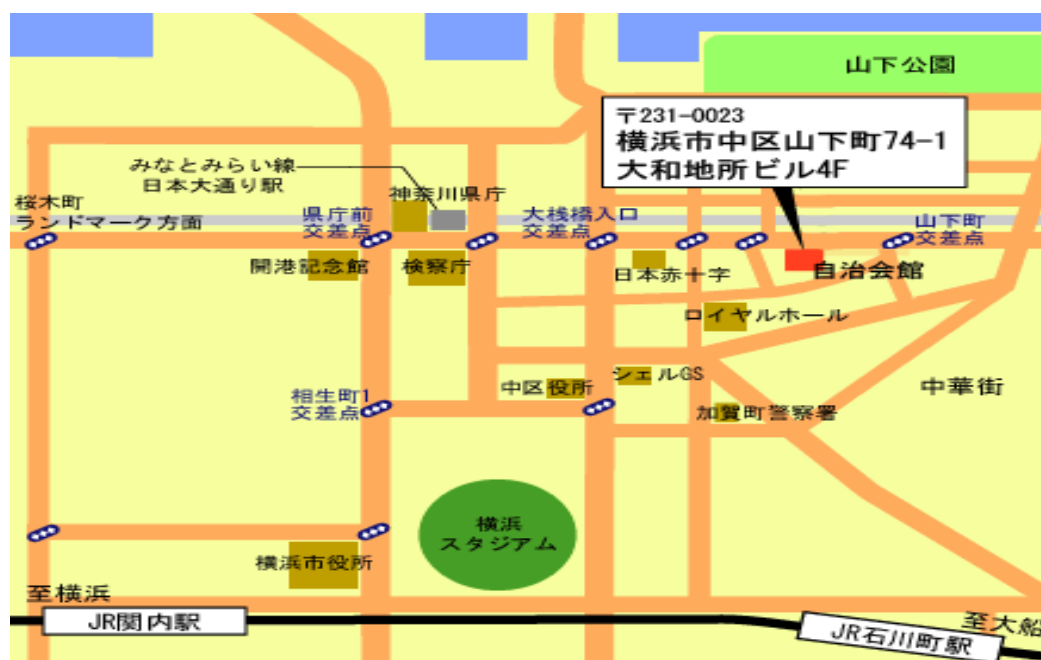 山下公園
〒231-0023
横浜市中区山下町74-1
大和地所ビル4F
みなとみらい線
日本大通り駅
神奈川県庁
桜木町
ランドマーク方面
県庁前
交差点
大桟橋入口
交差点
山下町
交差点
開港記念館
検察庁
日本赤十字
自治会館
ロイヤルホール
相生町1
交差点
中区役所
シェルGS
中華街
加賀町警察署
横浜
スタジアム
横浜市役所
至横浜
JR関内駅
至大船
JR石川町駅